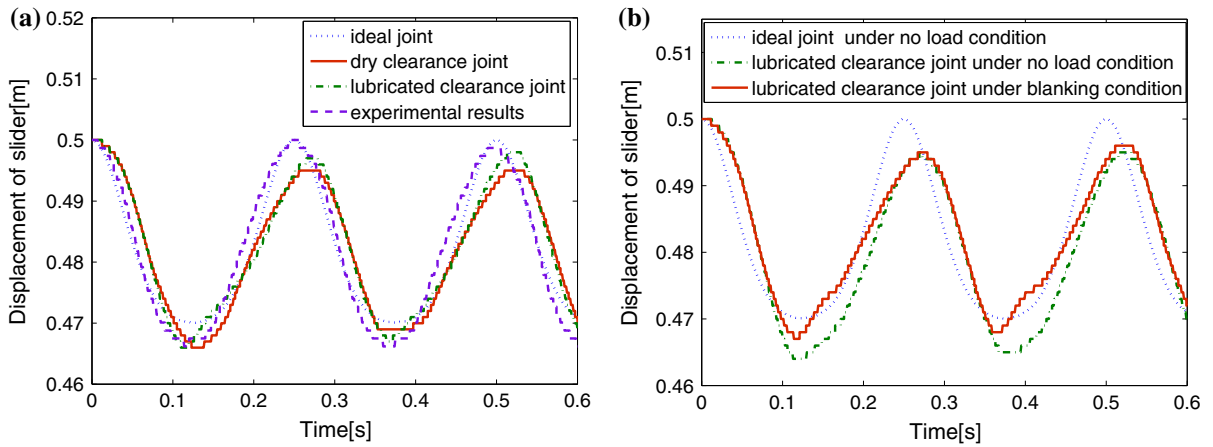 (a)
0.52
0.51
0.5
0.49
0.48
0.47
0.46
Displacement of slider[m]
ideal joint
dry clearance joint
lubricated clearance joint
experimental results
0
0.1
0.2
0.3
0.4
0.5
0.6
Time[s]
(b)
0.51
0.5
0.49
0.48
0.47
0.46
Displacement of slider[m]
ideal joint under no load condition
lubricated clearance joint under no load condition
lubricated clearance joint under blanking condition
0
0.1
0.2
0.3
0.4
0.5
0.6
Time[s]